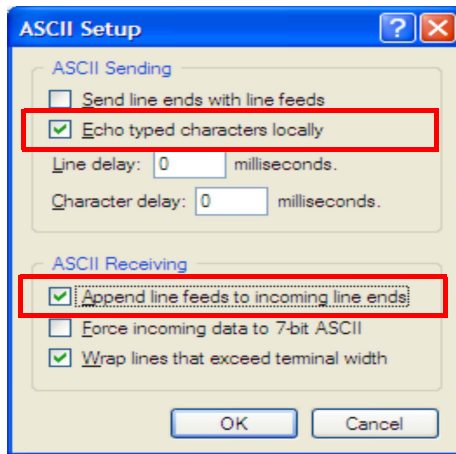 ASCII Setup
ASCII Sending
Send line ends with line feeds
Echo typed characters locally
Line delay: 0 milliseconds.
Character delay: 0 milliseconds.
ASCII Receiving
Append line feeds to incoming line ends
Force incoming data to 7-bit ASCII
Wrap lines that exceed terminal width
OK Cancel